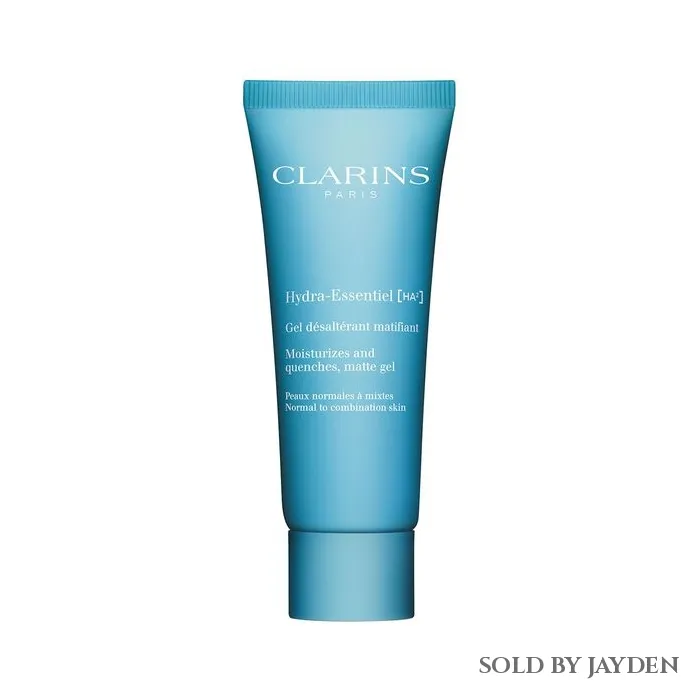 CLARINS
PARIS
Hydra-Essentiel [HA²]
Gel désaltérant matifiant
Moisturizes and
quenches, matte gel
Peaux normales à mixtes
Normal to combination skin
SOLD BY JAYDEN